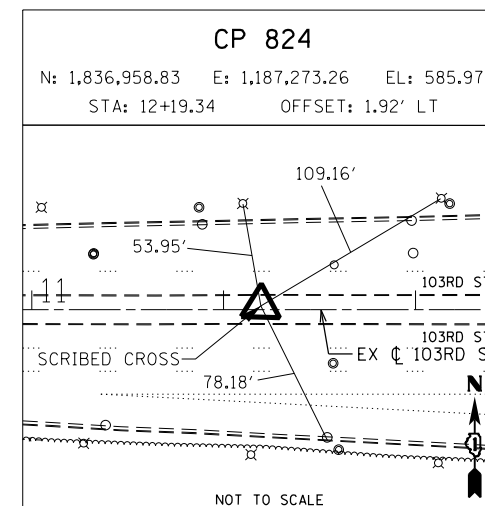 CP 824
N: 1,836,958.83 E: 1,187,273.26 EL: 585.97
STA: 12+19.34 OFFSET: 1.92' LT
109.16'
53.95'
11
103RD S
103RD S
SCRIBED CROSS
EX ℄ 103RD S
78.18'
N
NOT TO SCALE